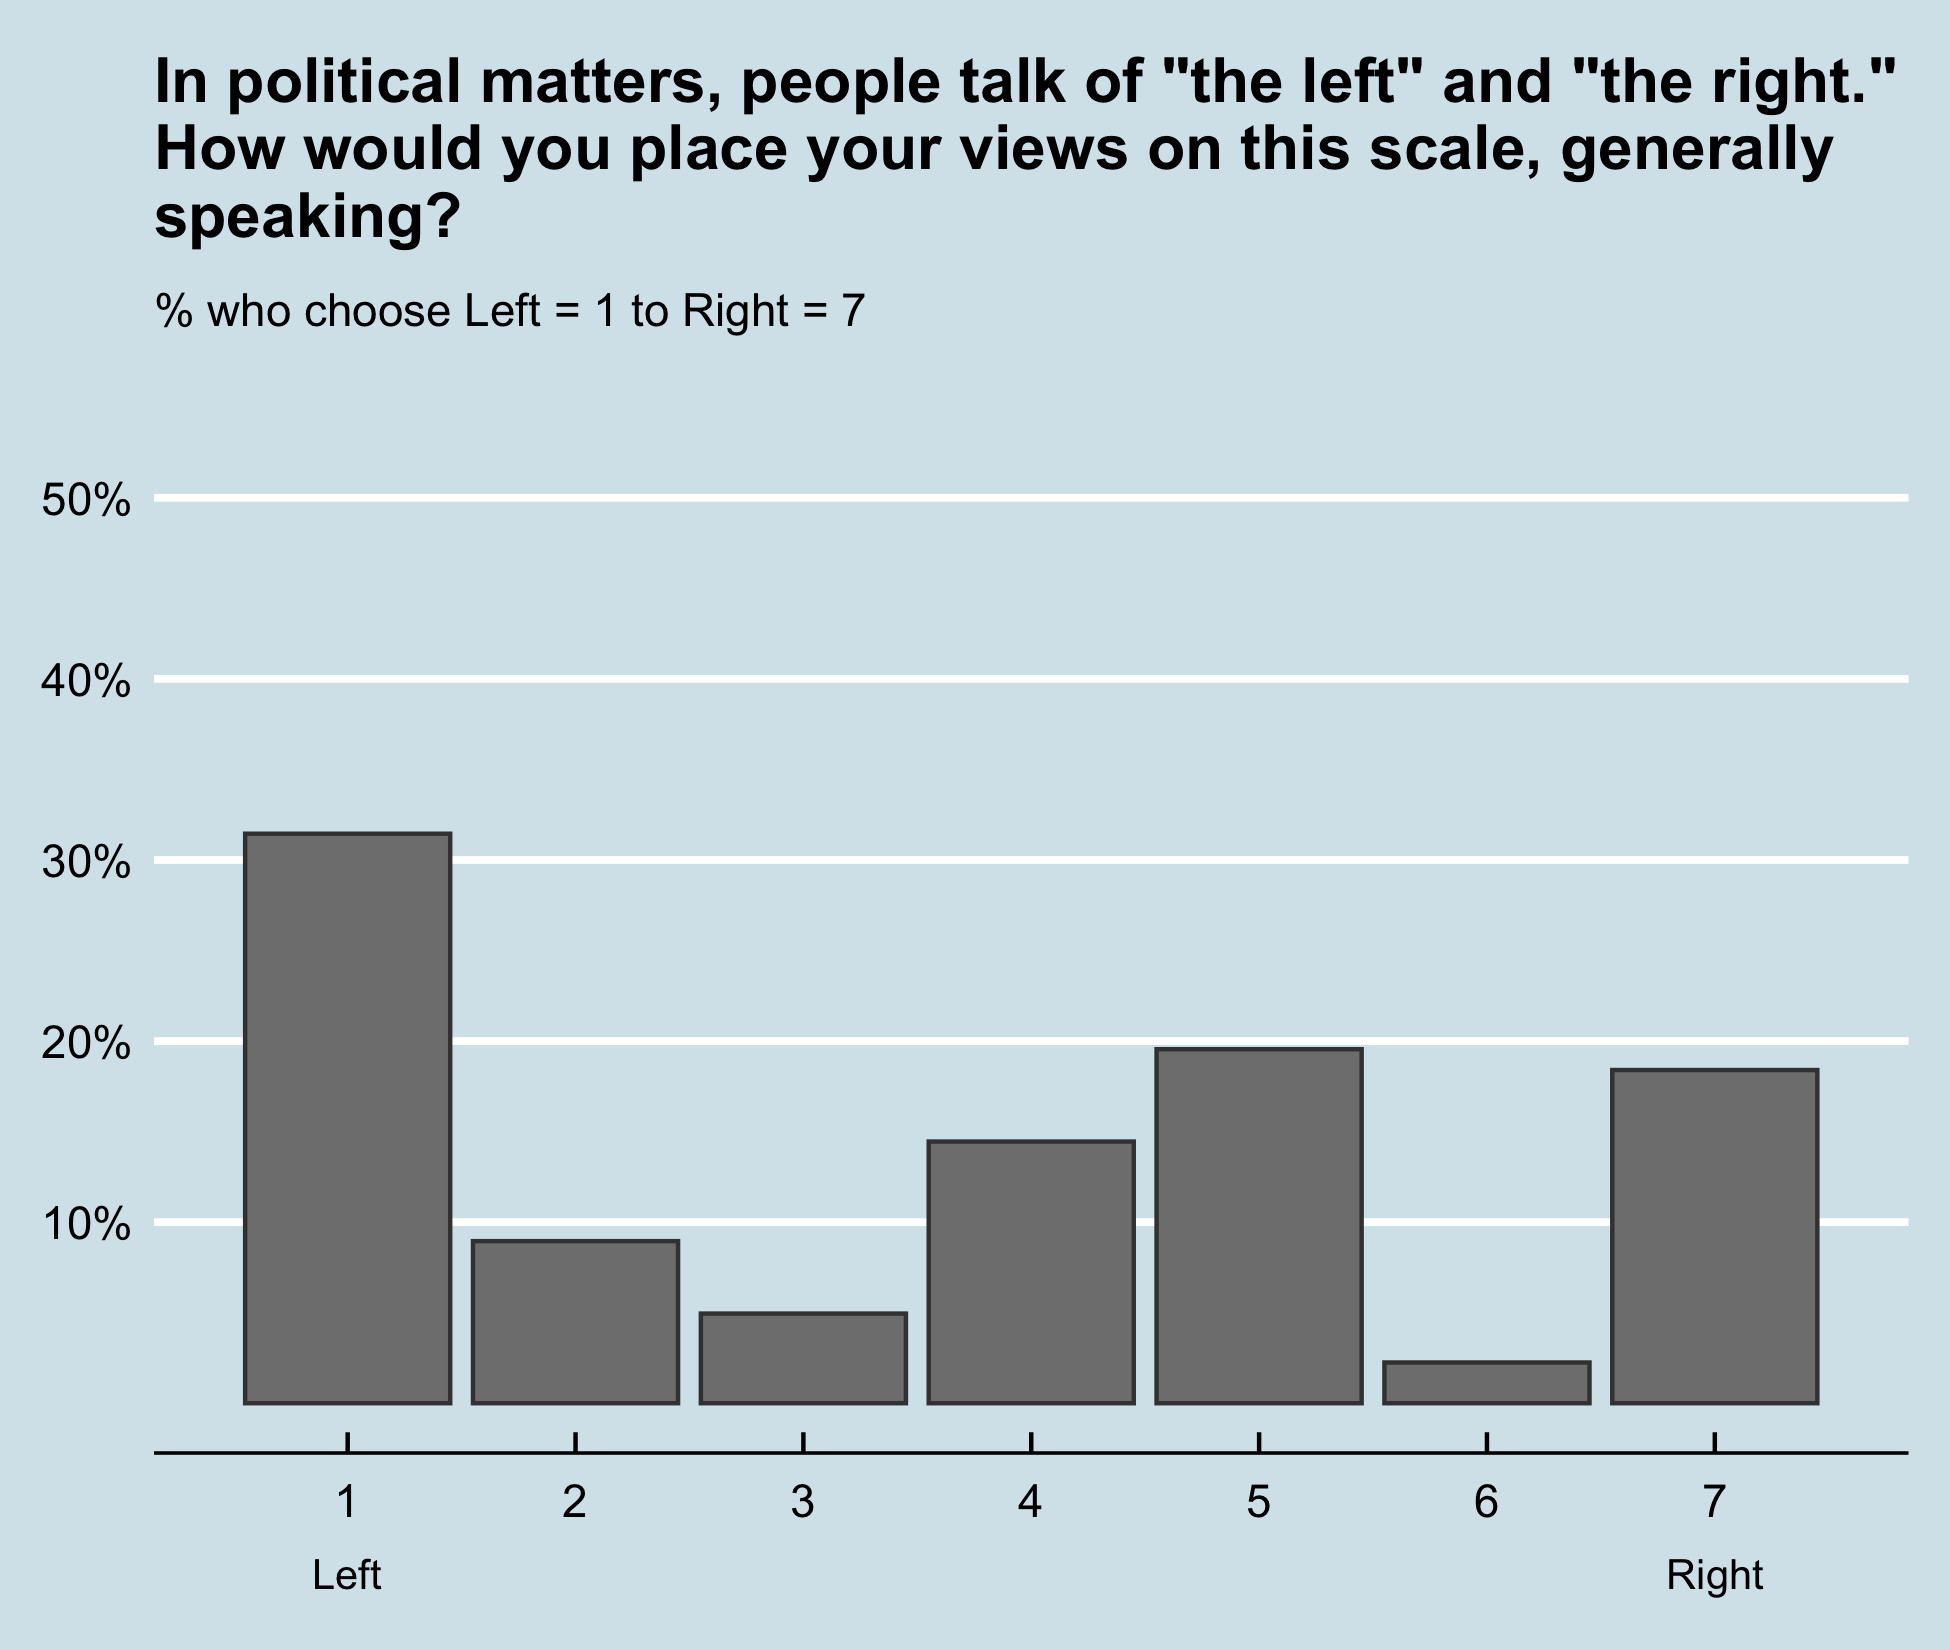 In political matters, people talk of "the left" and "the right."
How would you place your views on this scale, generally
speaking?
% who choose Left = 1 to Right = 7
50%
40%
30%
20%
10%
1 2 3 4 5 6 7
Left Right